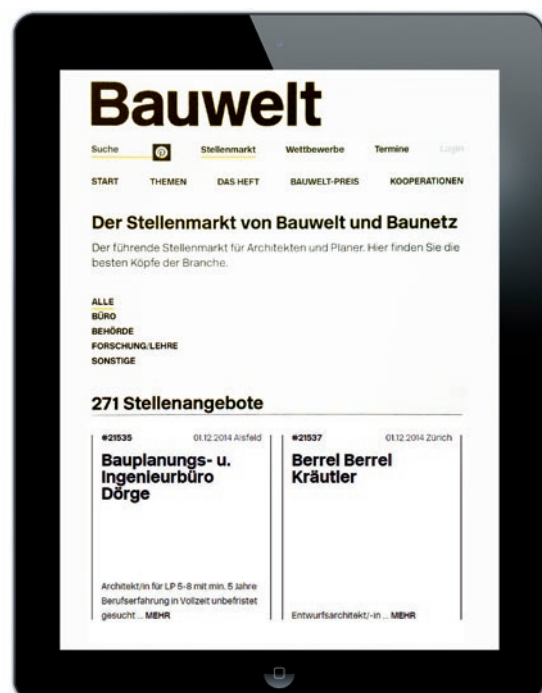 Bauwelt
Suche Stellenmarkt Wettbewerbe Termine Login
START THEMEN DAS HEFT BAUWELT-PREIS KOOPERATIONEN
Der Stellenmarkt von Bauwelt und Baunetz
Der führende Stellenmarkt für Architekten und Planer. Hier finden Sie die
besten Köpfe der Branche.
ALLE
BÜRO
BEHÖRDE
FORSCHUNG/LEHRE
SONSTIGE
271 Stellenangebote
#21535 01.12.2014 Alsfeld
Bauplanungs- u.
Ingenieurbüro
Dörge
Architekt/in für LP 5-8 mit min. 5 Jahre
Berufserfahrung in Vollzeit unbefristet
gesucht ... MEHR
#21537 01.12.2014 Zürich
Berrel Berrel
Kräutler
Entwurfsarchitekt/-in ... MEHR